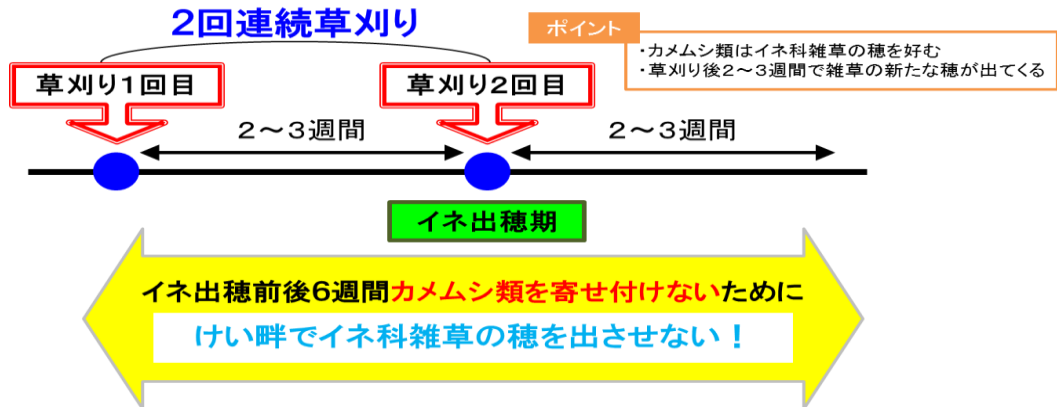 2回連続草刈り
ポイント
・カメムシ類はイネ科雑草の穂を好む
・草刈り後2～3週間で雑草の新たな穂が出てくる
草刈り1回目
草刈り2回目
2～3週間
2～3週間
イネ出穂期
イネ出穂前後6週間カメムシ類を寄せ付けないために
けい畔でイネ科雑草の穂を出させない！